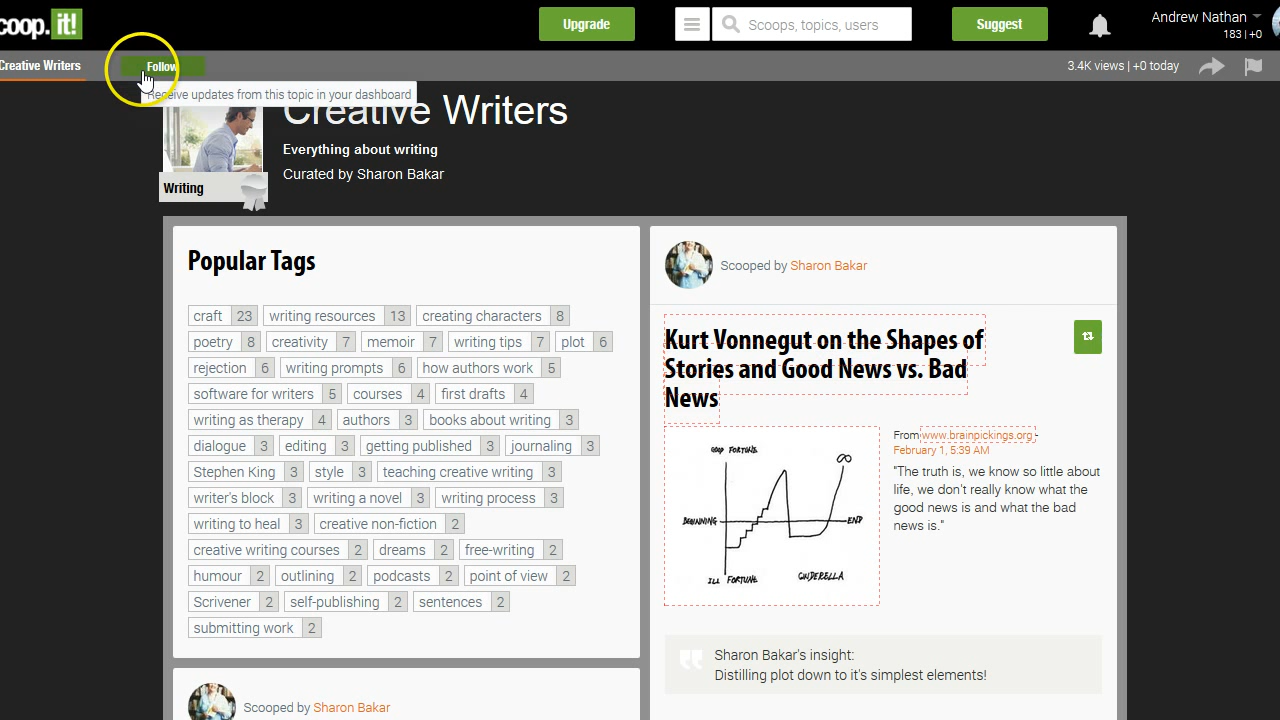 coop.it!
Upgrade
Scoops, topics, users
Suggest
Andrew Nathan
183 | +0
Creative Writers
Follow
3.4K views | +0 today
Receive updates from this topic in your dashboard
Creative Writers
Everything about writing
Curated by Sharon Bakar
Writing
Popular Tags
craft 23 writing resources 13 creating characters 8
poetry 8 creativity 7 memoir 7 writing tips 7 plot 6
rejection 6 writing prompts 6 how authors work 5
software for writers 5 courses 4 first drafts 4
writing as therapy 4 authors 3 books about writing 3
dialogue 3 editing 3 getting published 3 journaling 3
Stephen King 3 style 3 teaching creative writing 3
writer's block 3 writing a novel 3 writing process 3
writing to heal 3 creative non-fiction 2
creative writing courses 2 dreams 2 free-writing 2
humour 2 outlining 2 podcasts 2 point of view 2
Scrivener 2 self-publishing 2 sentences 2
submitting work 2
Scooped by Sharon Bakar
Scooped by Sharon Bakar
Kurt Vonnegut on the Shapes of
Stories and Good News vs. Bad
News
GOOD FORTUNE
BEGINNING
END
ILL FORTUNE
CINDERELLA
From www.brainpickings.org -
February 1, 5:39 AM
"The truth is, we know so little about
life, we don't really know what the
good news is and what the bad
news is."
Sharon Bakar's insight:
Distilling plot down to it's simplest elements!